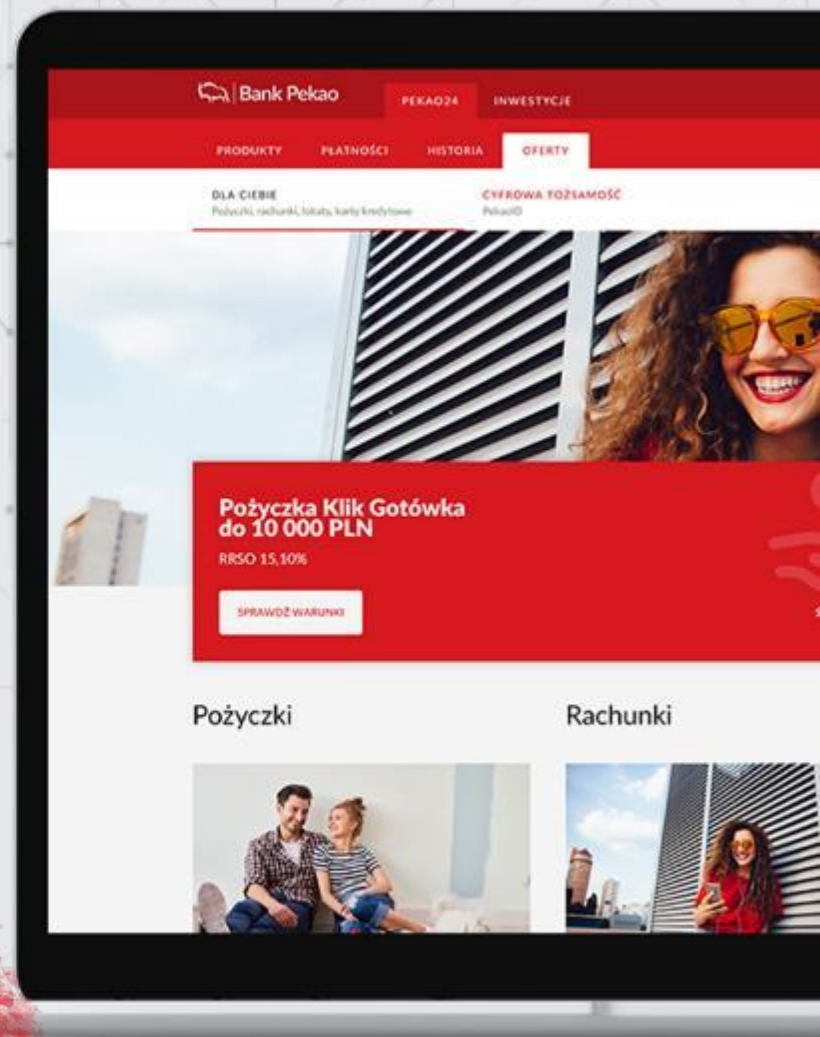 Bank Pekao
PEKAO24 INWESTYCJE
PRODUKTY PŁATNOŚCI HISTORIA OFERTY
DLA CIEBIE CYFROWA TOŻSAMOŚĆ
Pożyczki, rachunki, lokaty, karty kredytowe PekaoID
Pożyczka Klik Gotówka
do 10 000 PLN
RRSO 15,10%
SPRAWDŹ WARUNKI
Pożyczki Rachunki